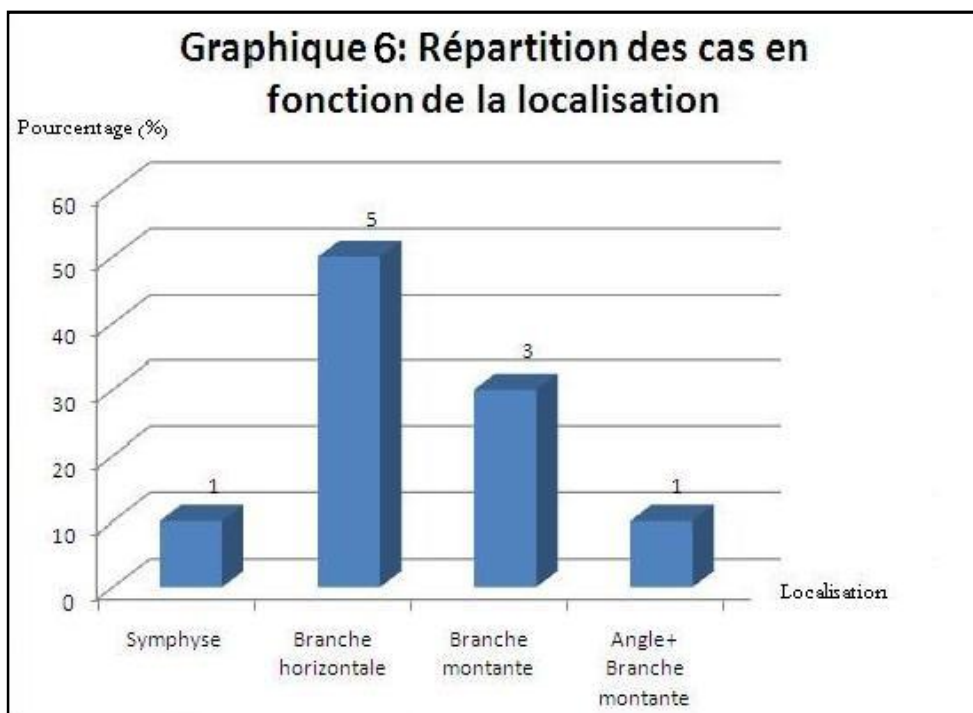 Graphique 6: Répartition des cas en
fonction de la localisation
Pourcentage (%)
60
50
40
30
20
10
0
1
5
3
1
Localisation
Symphyse
Branche
horizontale
Branche
montante
Angle+
Branche
montante